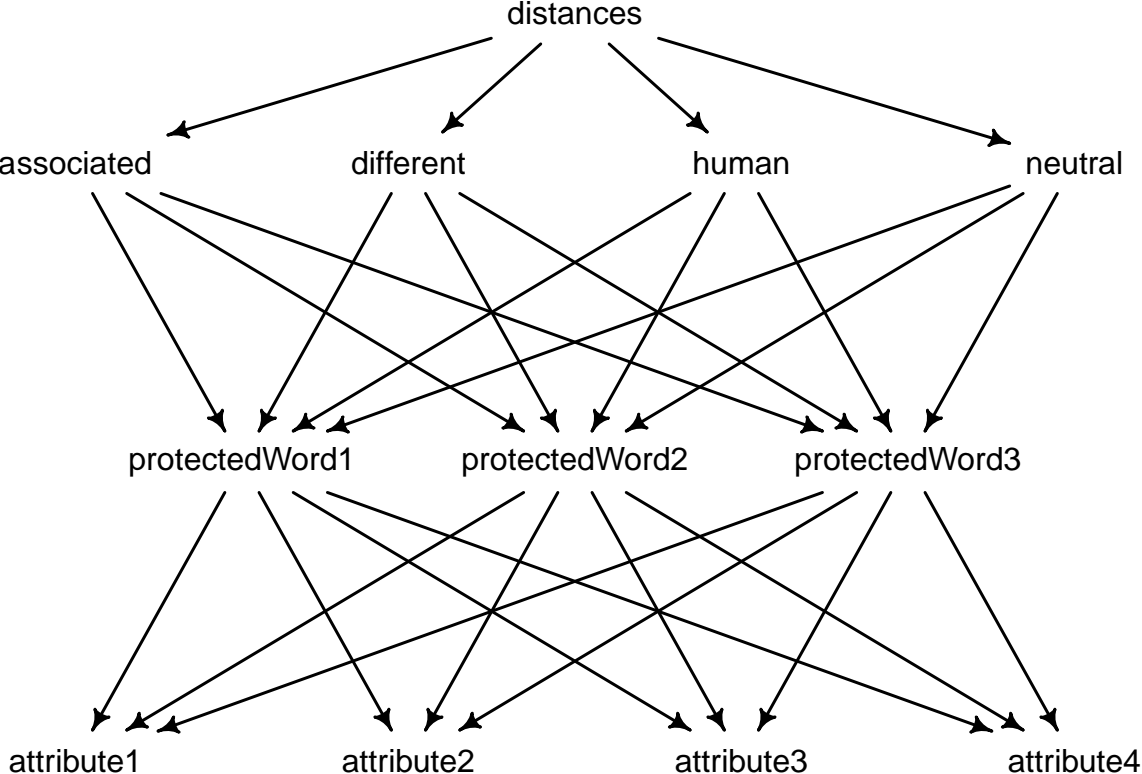 distances
associated different human neutral
protectedWord1 protectedWord2 protectedWord3
attribute1 attribute2 attribute3 attribute4